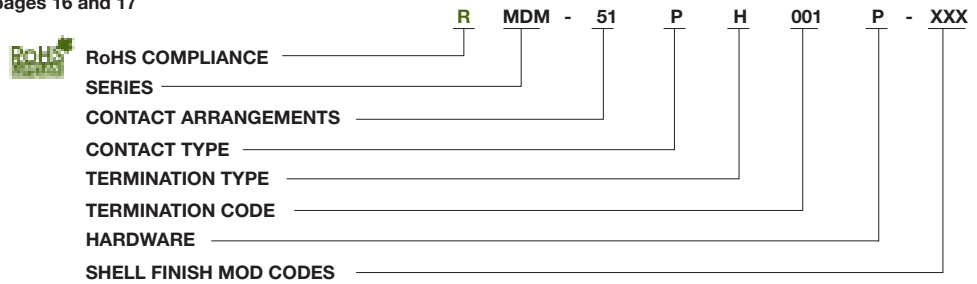 pages 16 and 17
R MDM - 51 P H 001 P - XXX
RoHS
RoHS COMPLIANCE
SERIES
CONTACT ARRANGEMENTS
CONTACT TYPE
TERMINATION TYPE
TERMINATION CODE
HARDWARE
SHELL FINISH MOD CODES